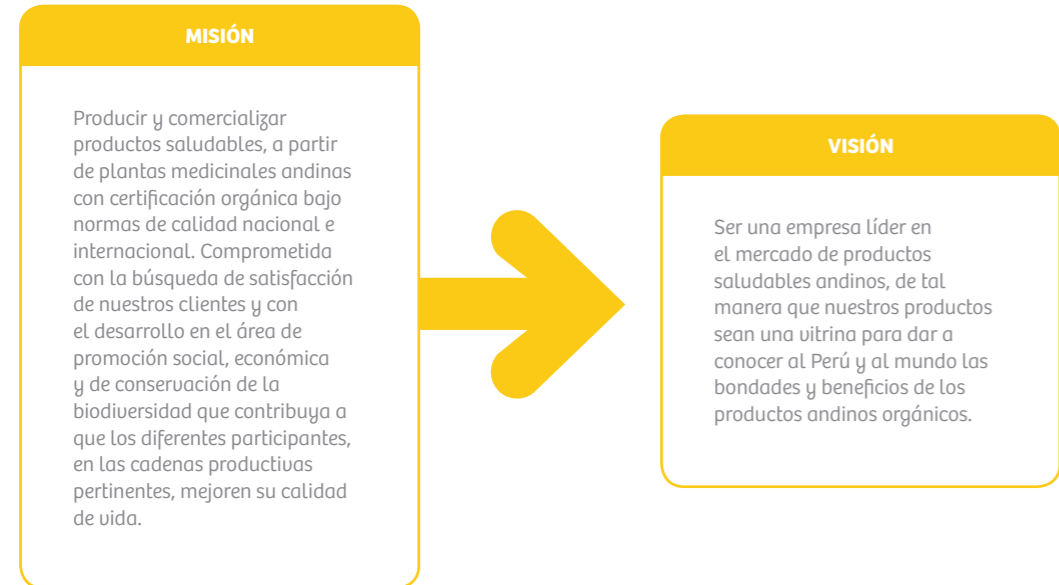 MISIÓN
Producir y comercializar
productos saludables, a partir
de plantas medicinales andinas
con certificación orgánica bajo
normas de calidad nacional e
internacional. Comprometida
con la búsqueda de satisfacción
de nuestros clientes y con
el desarrollo en el área de
promoción social, económica
y de conservación de la
biodiversidad que contribuya a
que los diferentes participantes,
en las cadenas productivas
pertinentes, mejoren su calidad
de vida.
VISIÓN
Ser una empresa líder en
el mercado de productos
saludables andinos, de tal
manera que nuestros productos
sean una vitrina para dar a
conocer al Perú y al mundo las
bondades y beneficios de los
productos andinos orgánicos.